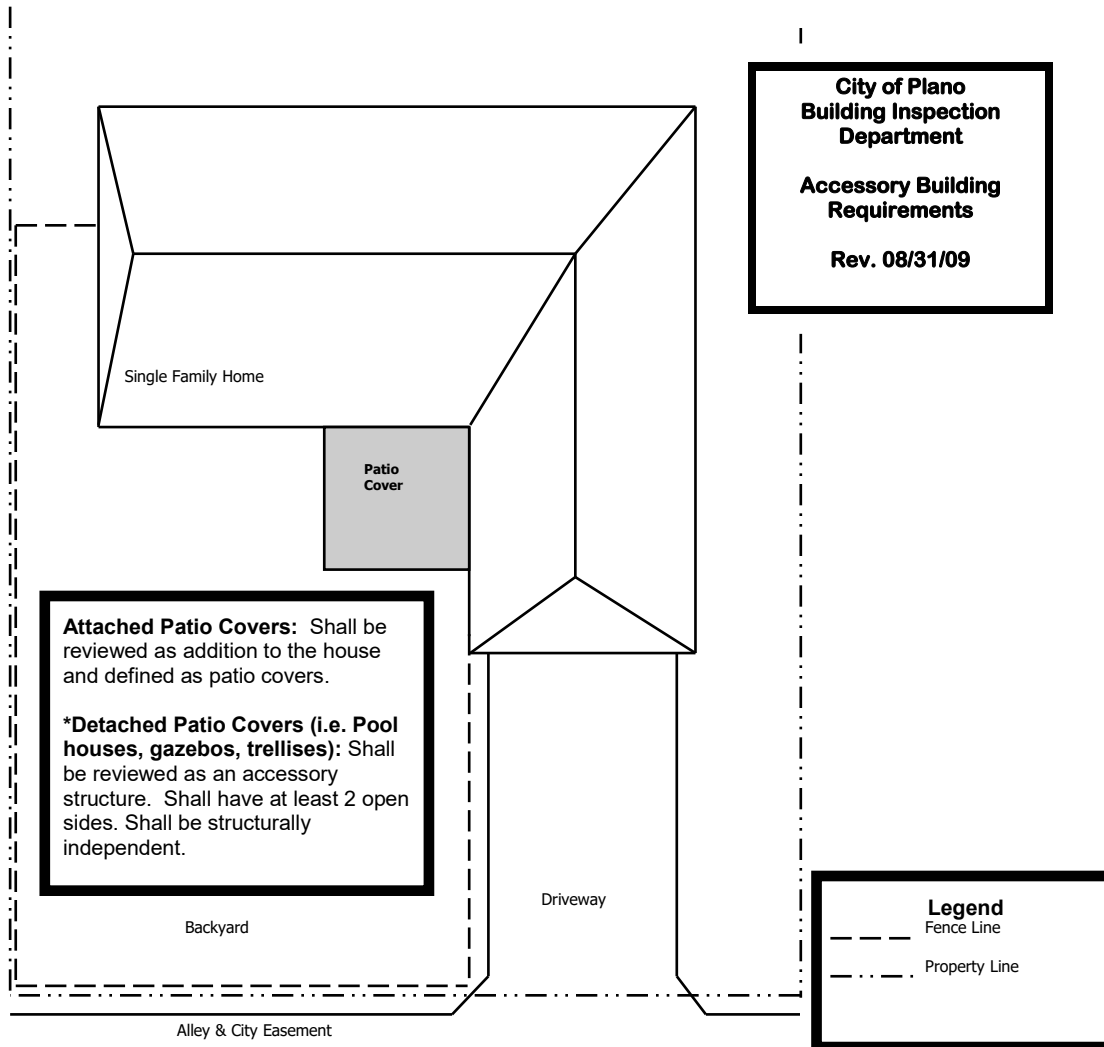 City of Plano
Building Inspection
Department
Accessory Building
Requirements
Rev. 08/31/09
Single Family Home
Patio
Cover
Attached Patio Covers: Shall be
reviewed as addition to the house
and defined as patio covers.
*Detached Patio Covers (i.e. Pool
houses, gazebos, trellises): Shall
be reviewed as an accessory
structure. Shall have at least 2 open
sides. Shall be structurally
independent.
Backyard
Driveway
Legend
Fence Line
Property Line
Alley & City Easement